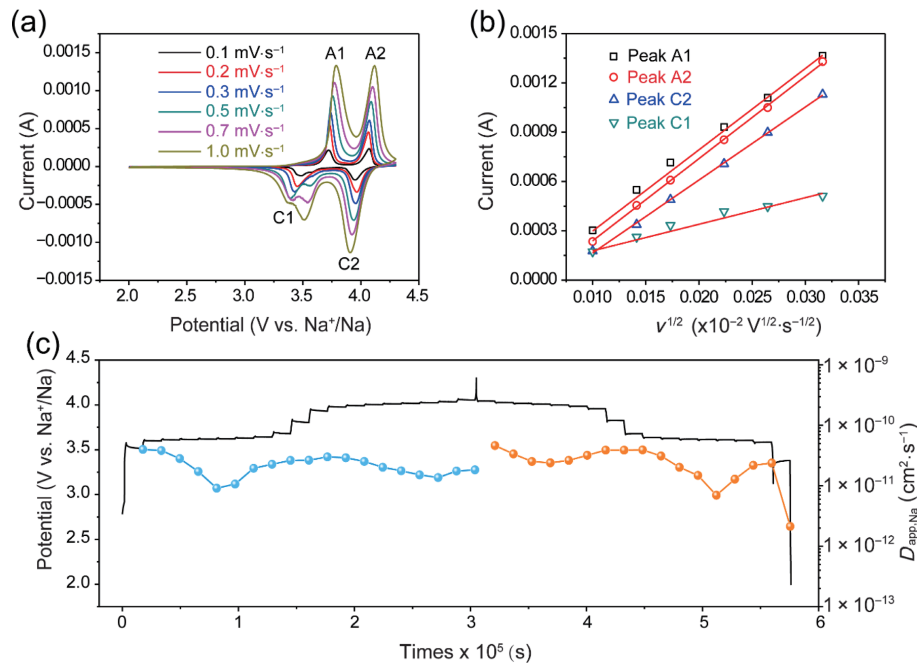 (a)
0.0015
0.0010
0.0005
0.0000
−0.0005
−0.0010
−0.0015
Current (A)
0.1 mV·s⁻¹
0.2 mV·s⁻¹
0.3 mV·s⁻¹
0.5 mV·s⁻¹
0.7 mV·s⁻¹
1.0 mV·s⁻¹
A1 A2
C1
C2
2.0 2.5 3.0 3.5 4.0 4.5
Potential (V vs. Na⁺/Na)
(b)
0.0015
0.0012
0.0009
0.0006
0.0003
0.0000
Current (A)
Peak A1
Peak A2
Peak C2
Peak C1
0.010 0.015 0.020 0.025 0.030 0.035
v¹ᐟ² (x10⁻² V¹ᐟ²·s⁻¹ᐟ²)
(c)
4.5
4.0
3.5
3.0
2.5
2.0
Potential (V vs. Na⁺/Na)
1 × 10⁻⁹
1 × 10⁻¹⁰
1 × 10⁻¹¹
1 × 10⁻¹²
1 × 10⁻¹³
D app,Na (cm²·s⁻¹)
0 1 2 3 4 5 6
Times x 10⁵ (s)